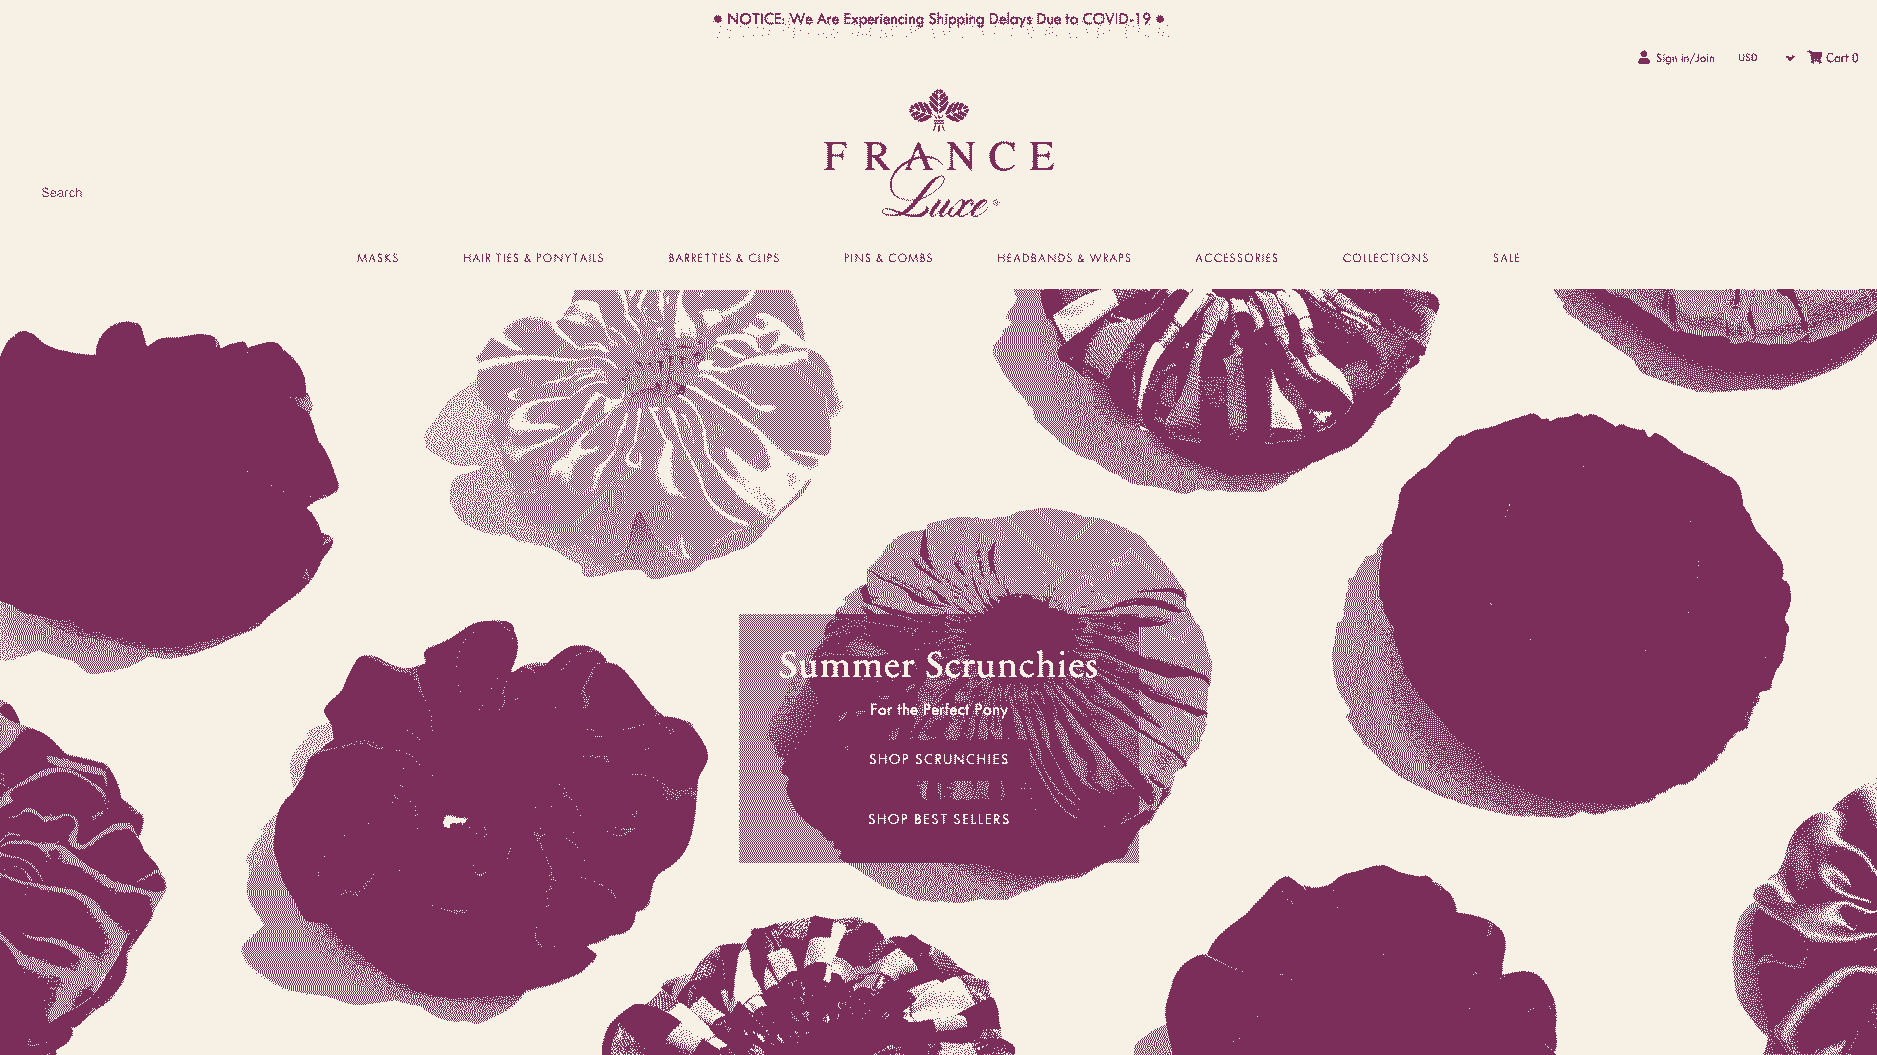 ✹ NOTICE: We Are Experiencing Shipping Delays Due to COVID-19 ✹
Sign in/Join USD Cart 0
FRANCE
Luxe®
Search
MASKS HAIR TIES & PONYTAILS BARRETTES & CLIPS PINS & COMBS HEADBANDS & WRAPS ACCESSORIES COLLECTIONS SALE
Summer Scrunchies
For the Perfect Pony
SHOP SCRUNCHIES
SHOP BEST SELLERS